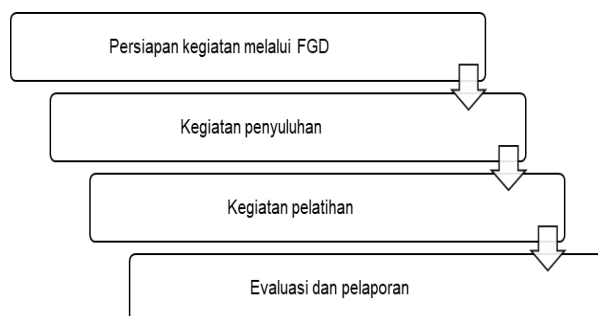 Persiapan kegiatan melalui FGD
Kegiatan penyuluhan
Kegiatan pelatihan
Evaluasi dan pelaporan